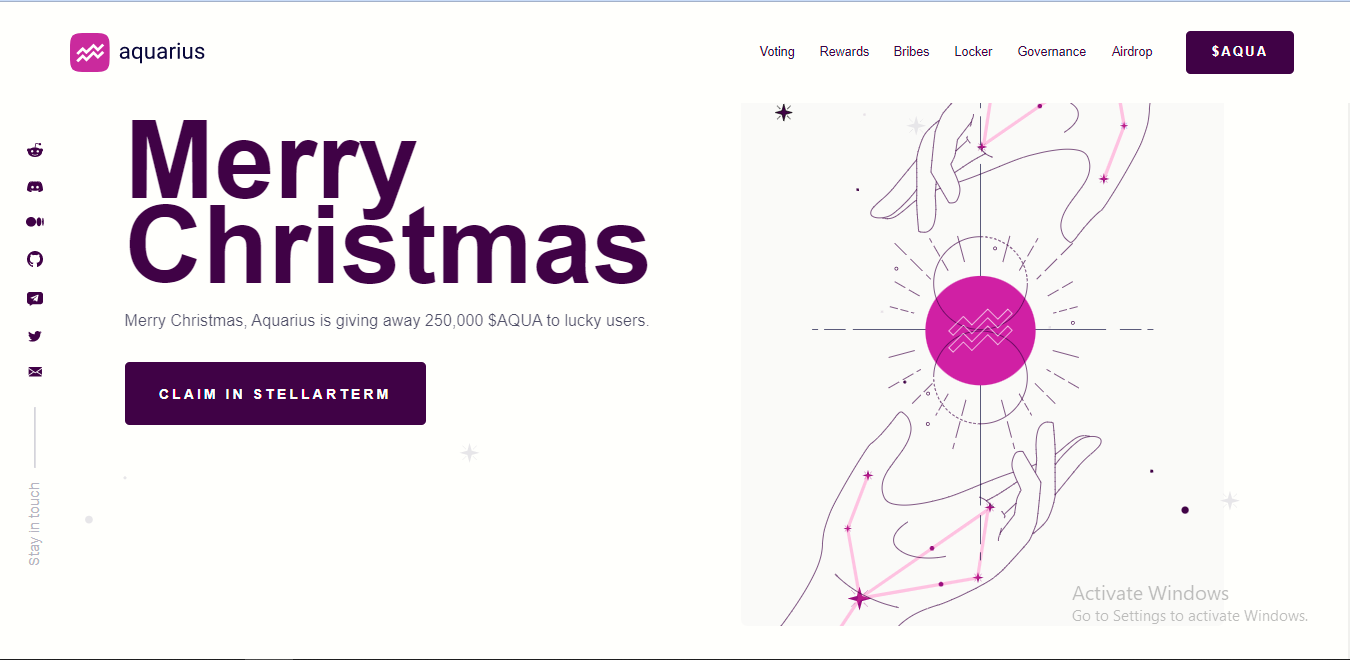 aquarius
Voting Rewards Bribes Locker Governance Airdrop $AQUA
Merry
Christmas
Merry Christmas, Aquarius is giving away 250,000 $AQUA to lucky users.
CLAIM IN STELLARTERM
Stay in touch
Activate Windows
Go to Settings to activate Windows.